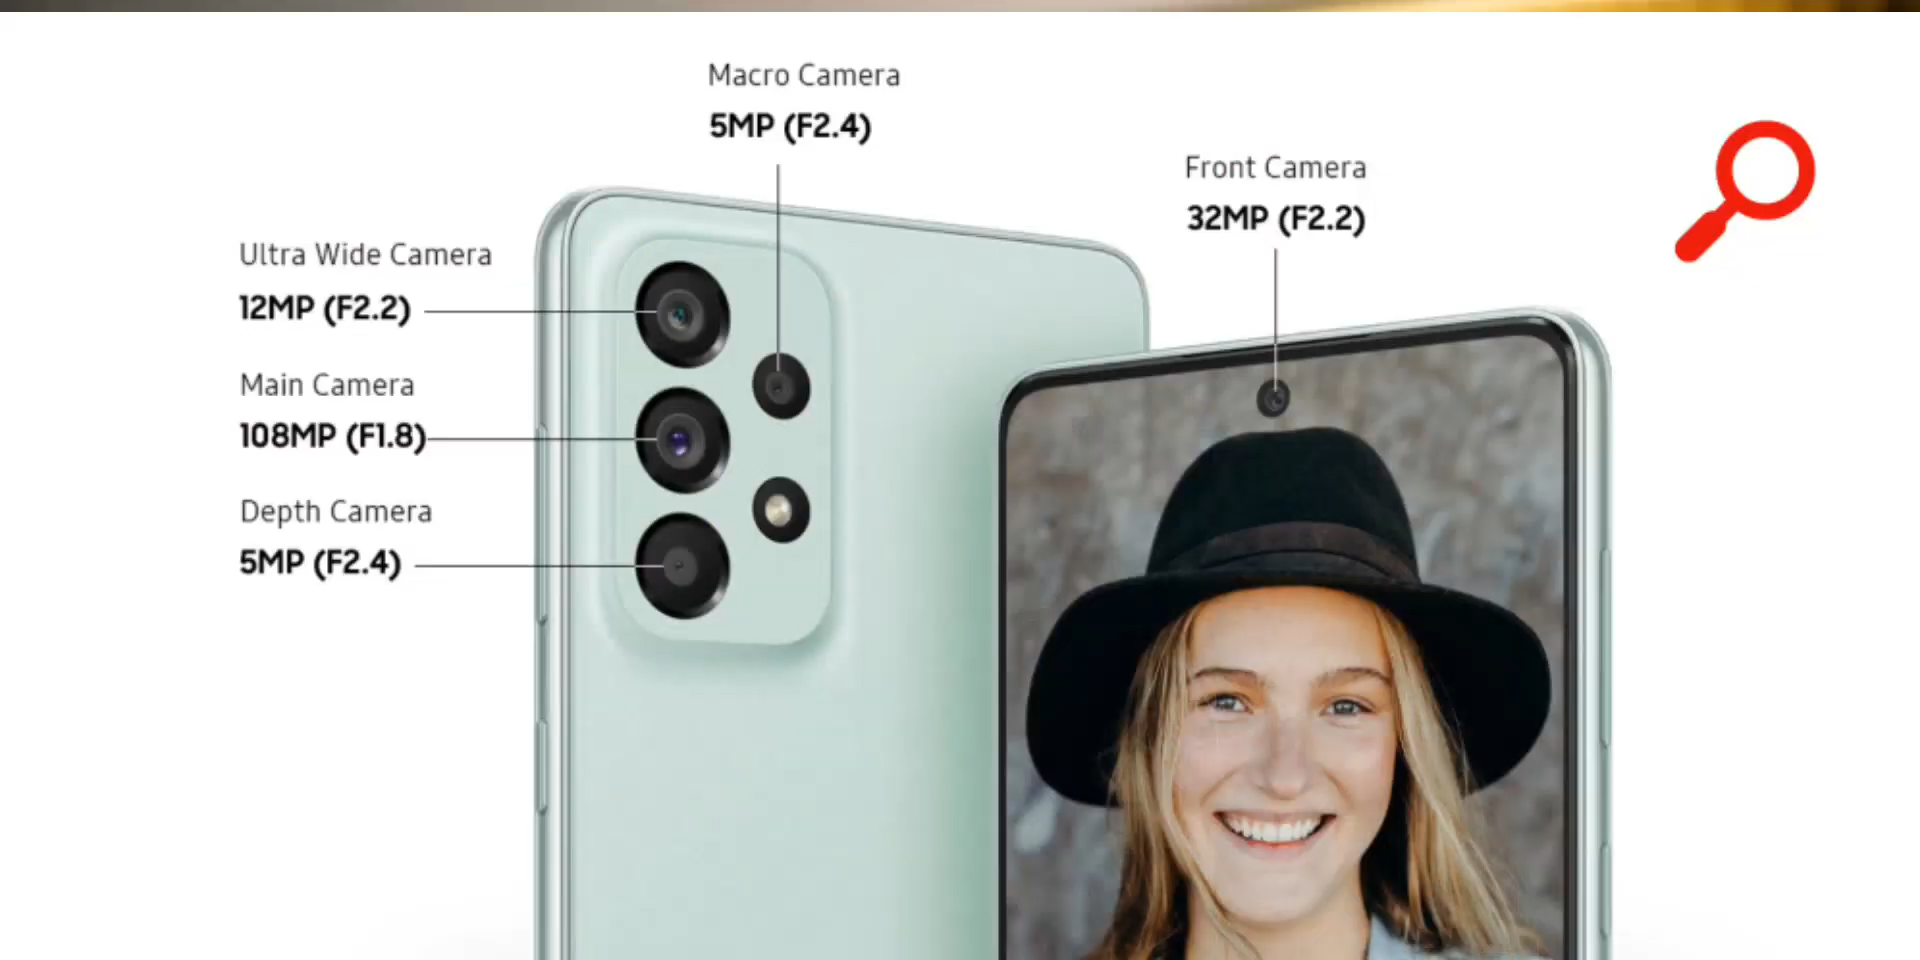 Macro Camera
5MP (F2.4)
Front Camera
32MP (F2.2)
Ultra Wide Camera
12MP (F2.2)
Main Camera
108MP (F1.8)
Depth Camera
5MP (F2.4)